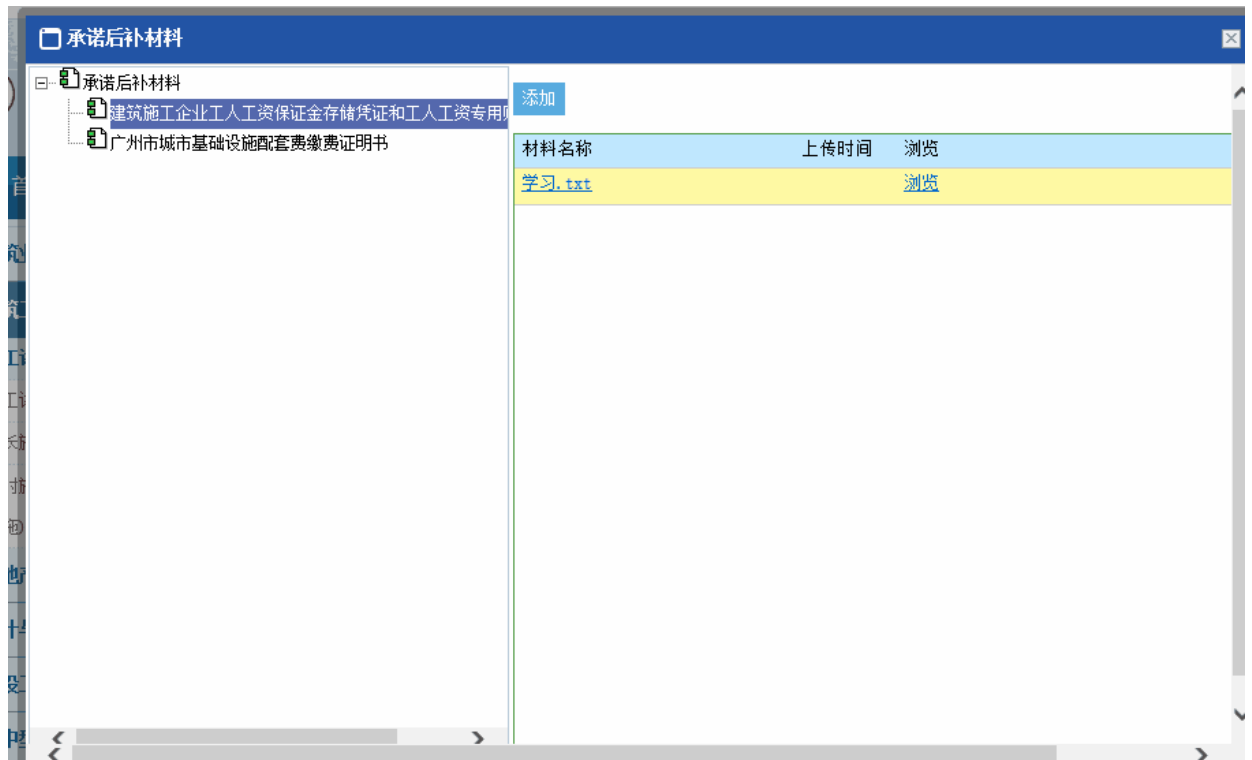 承诺后补材料
承诺后补材料
建筑施工企业工人工资保证金存储凭证和工人工资专用
广州市城市基础设施配套费缴费证明书
添加
材料名称 上传时间 浏览
学习.txt 浏览
首